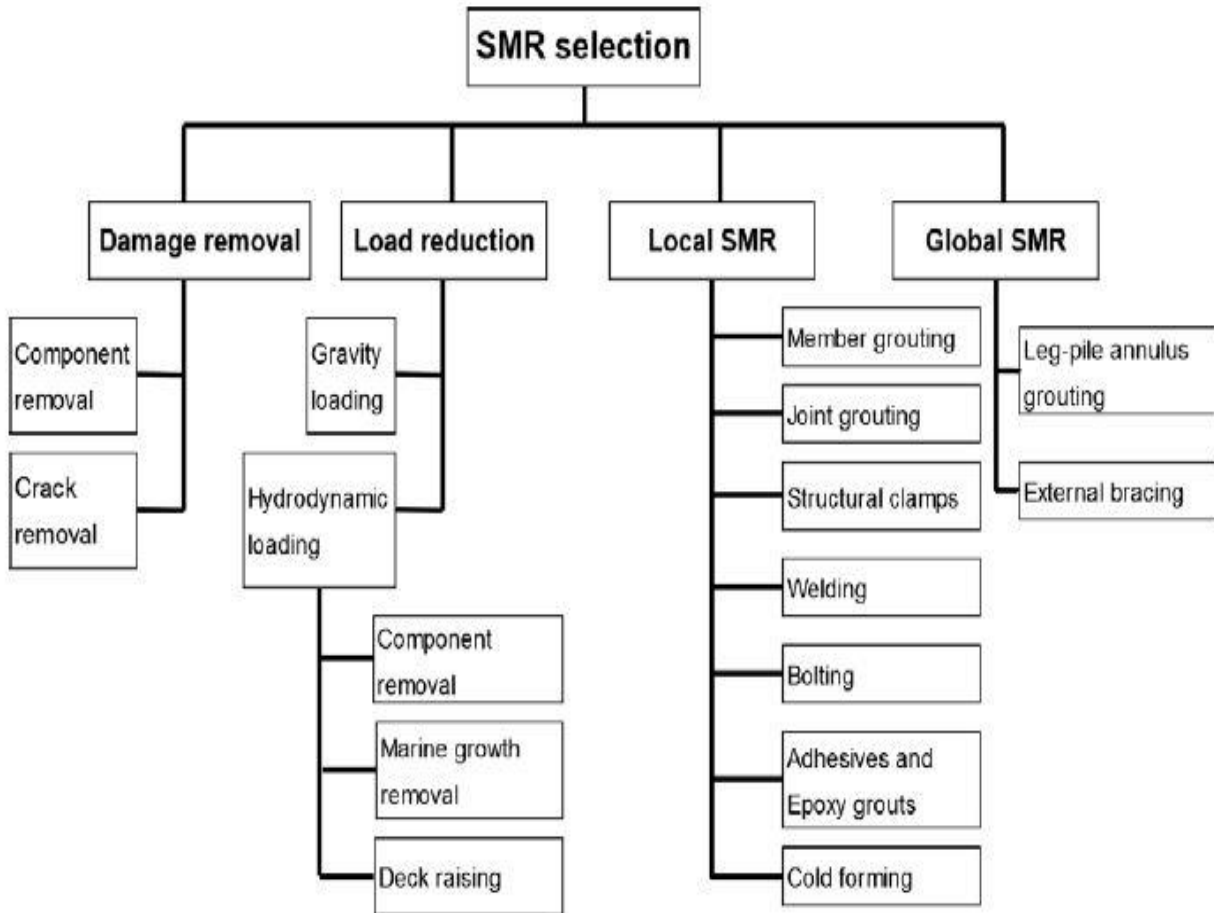 SMR selection
Damage removal
Load reduction
Local SMR
Global SMR
Component
removal
Crack
removal
Gravity
loading
Hydrodynamic
loading
Component
removal
Marine growth
removal
Deck raising
Member grouting
Joint grouting
Structural clamps
Welding
Bolting
Adhesives and
Epoxy grouts
Cold forming
Leg-pile annulus
grouting
External bracing